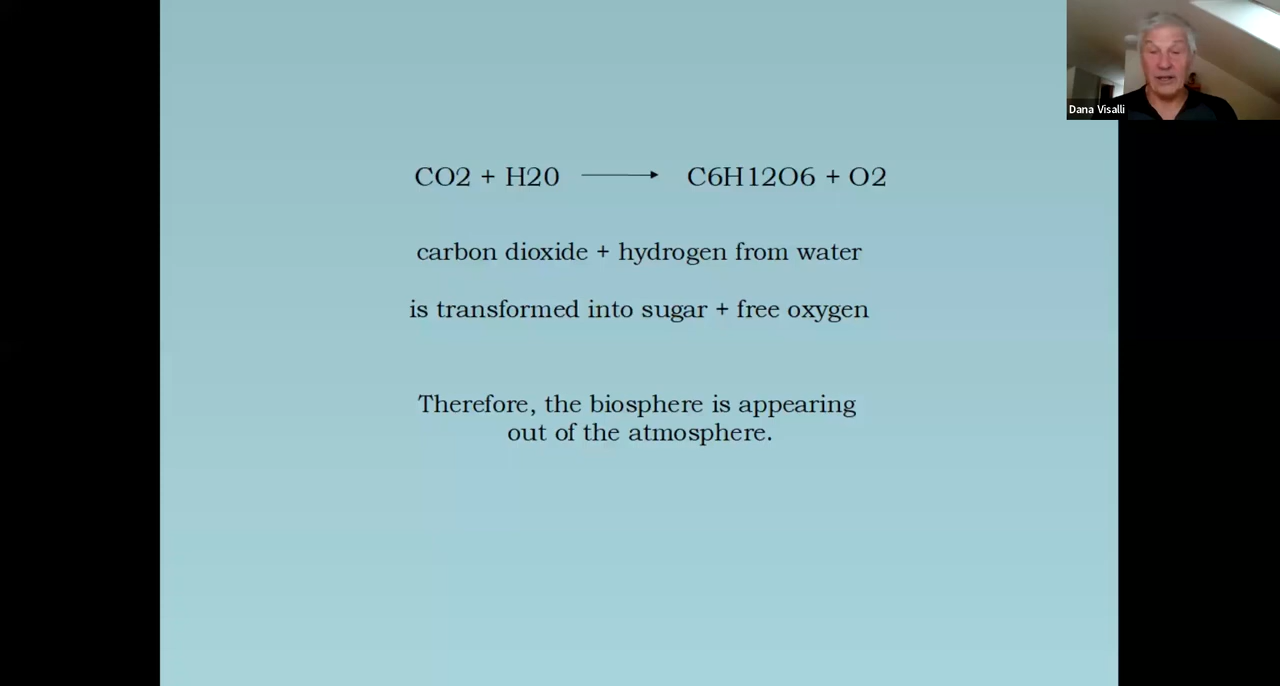 CO2 + H20 → C6H12O6 + O2
carbon dioxide + hydrogen from water
is transformed into sugar + free oxygen
Therefore, the biosphere is appearing
out of the atmosphere.
Dana Visalli